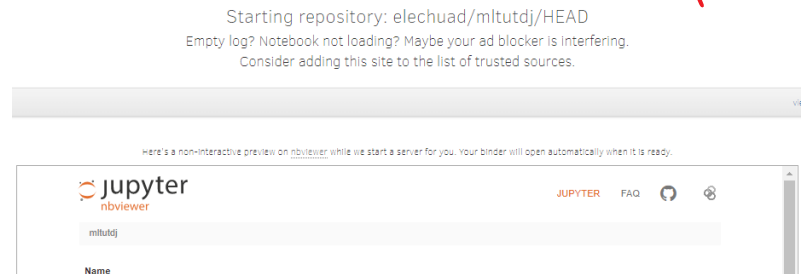 Starting repository: elechuad/mltutdj/HEAD
Empty log? Notebook not loading? Maybe your ad blocker is interfering.
Consider adding this site to the list of trusted sources.
Here's a non-interactive preview on nbviewer while we start a server for you. Your binder will open automatically when it is ready.
jupyter
nbviewer
JUPYTER FAQ
mltutdj
Name